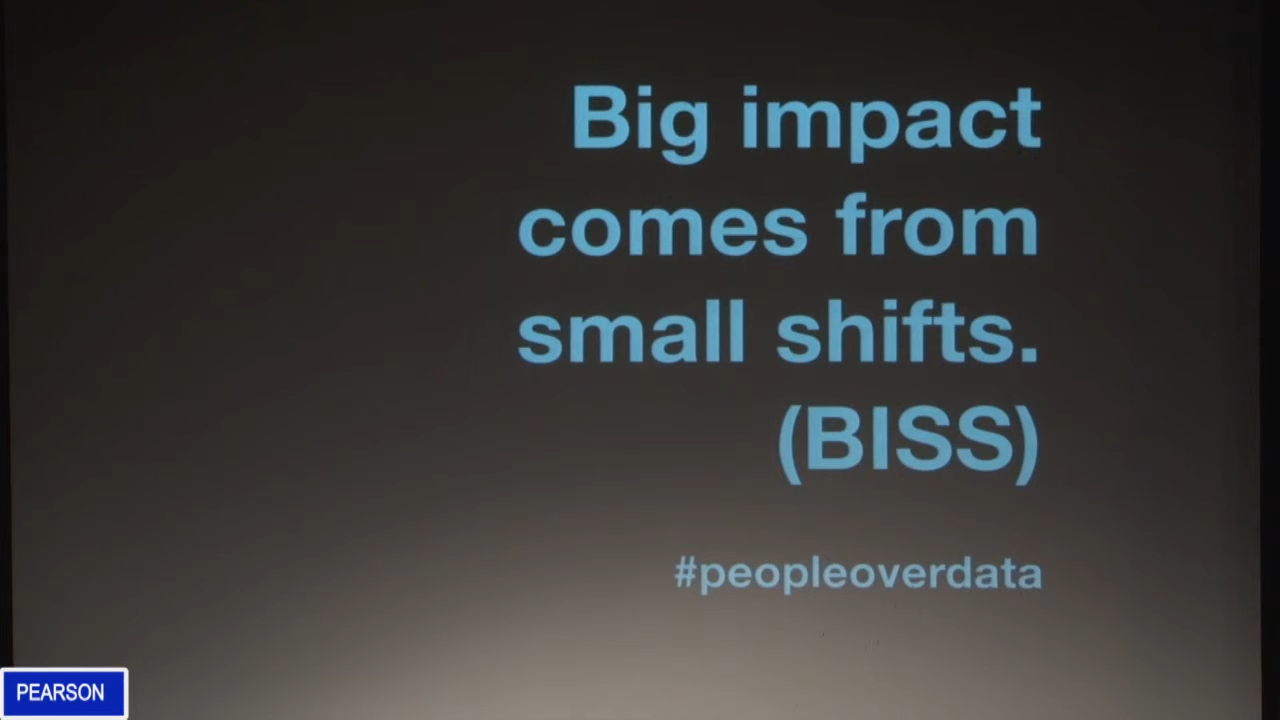 Big impact
comes from
small shifts.
(BISS)
#peopleoverdata
PEARSON